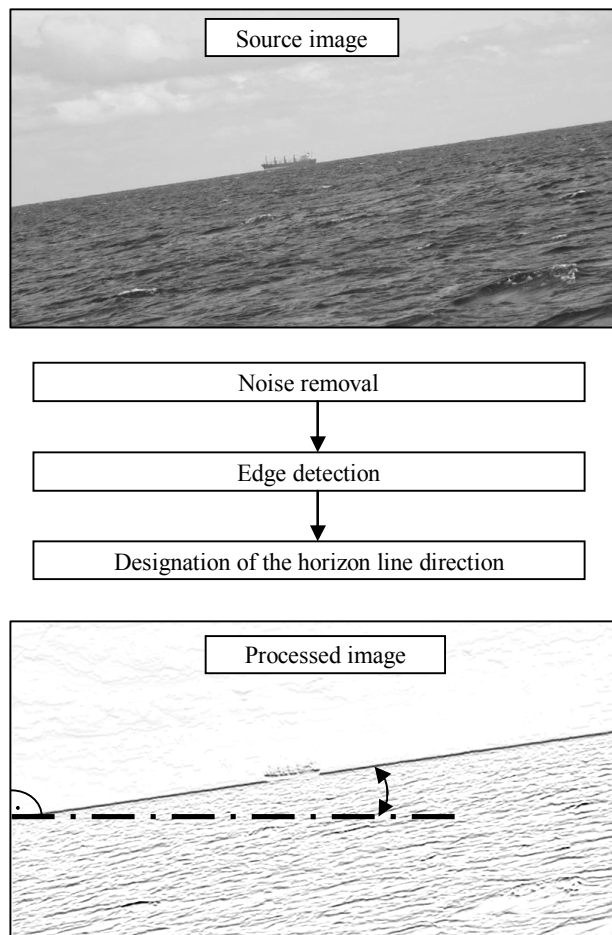 Source image
Noise removal
Edge detection
Designation of the horizon line direction
Processed image